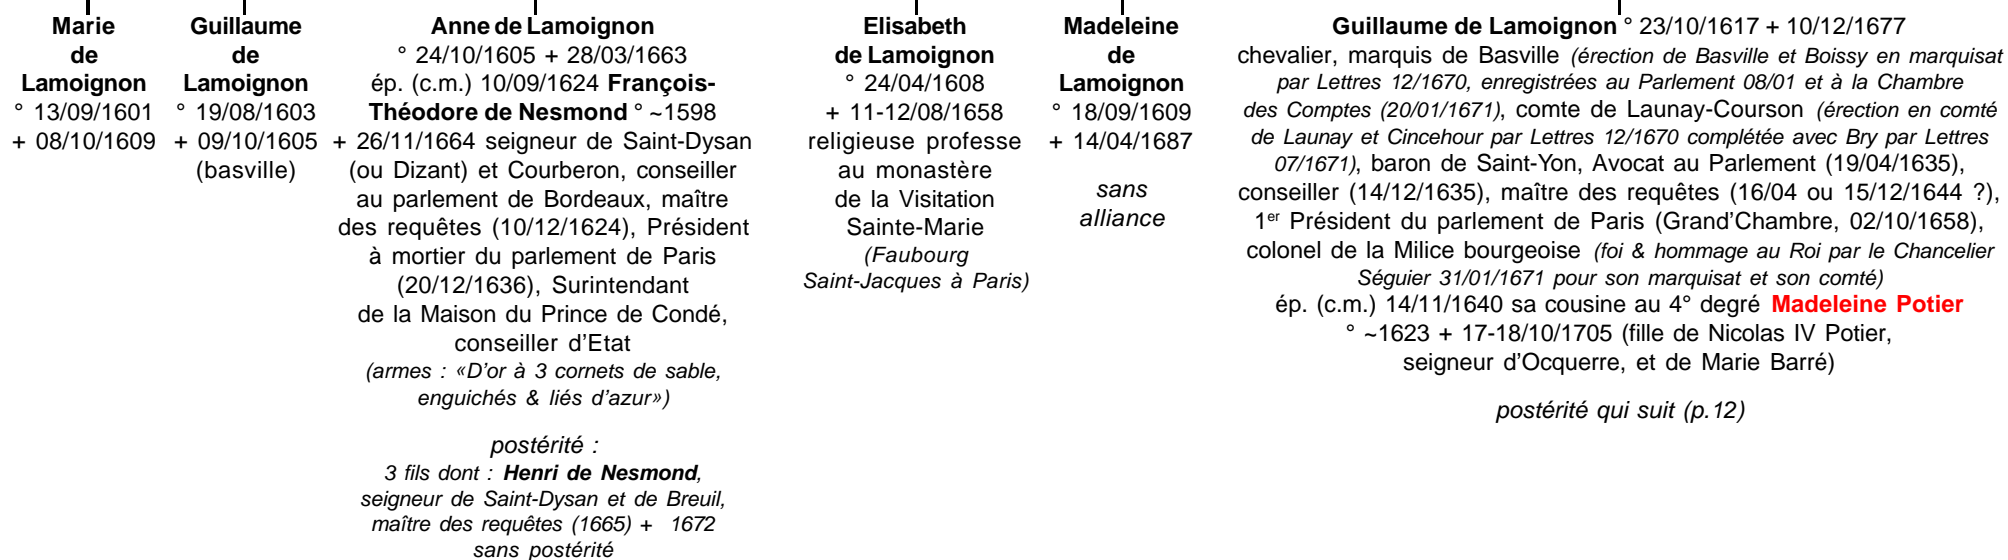 Marie
de
Lamoignon
° 13/09/1601
+ 08/10/1609
Guillaume
de
Lamoignon
° 19/08/1603
+ 09/10/1605
(basville)
Anne de Lamoignon
° 24/10/1605 + 28/03/1663
ép. (c.m.) 10/09/1624 François-
Théodore de Nesmond ° ~1598
+ 26/11/1664 seigneur de Saint-Dysan
(ou Dizant) et Courberon, conseiller
au parlement de Bordeaux, maître
des requêtes (10/12/1624), Président
à mortier du parlement de Paris
(20/12/1636), Surintendant
de la Maison du Prince de Condé,
conseiller d'Etat
(armes : «D'or à 3 cornets de sable,
enguichés & liés d'azur»)
postérité :
3 fils dont : Henri de Nesmond,
seigneur de Saint-Dysan et de Breuil,
maître des requêtes (1665) + 1672
sans postérité
Elisabeth
de Lamoignon
° 24/04/1608
+ 11-12/08/1658
religieuse professe
au monastère
de la Visitation
Sainte-Marie
(Faubourg
Saint-Jacques à Paris)
Madeleine
de
Lamoignon
° 18/09/1609
+ 14/04/1687
sans
alliance
Guillaume de Lamoignon ° 23/10/1617 + 10/12/1677
chevalier, marquis de Basville (érection de Basville et Boissy en marquisat
par Lettres 12/1670, enregistrées au Parlement 08/01 et à la Chambre
des Comptes (20/01/1671), comte de Launay-Courson (érection en comté
de Launay et Cincehour par Lettres 12/1670 complétée avec Bry par Lettres
07/1671), baron de Saint-Yon, Avocat au Parlement (19/04/1635),
conseiller (14/12/1635), maître des requêtes (16/04 ou 15/12/1644 ?),
1er Président du parlement de Paris (Grand'Chambre, 02/10/1658),
colonel de la Milice bourgeoise (foi & hommage au Roi par le Chancelier
Séguier 31/01/1671 pour son marquisat et son comté)
ép. (c.m.) 14/11/1640 sa cousine au 4° degré Madeleine Potier
° ~1623 + 17-18/10/1705 (fille de Nicolas IV Potier,
seigneur d'Ocquerre, et de Marie Barré)
postérité qui suit (p.12)